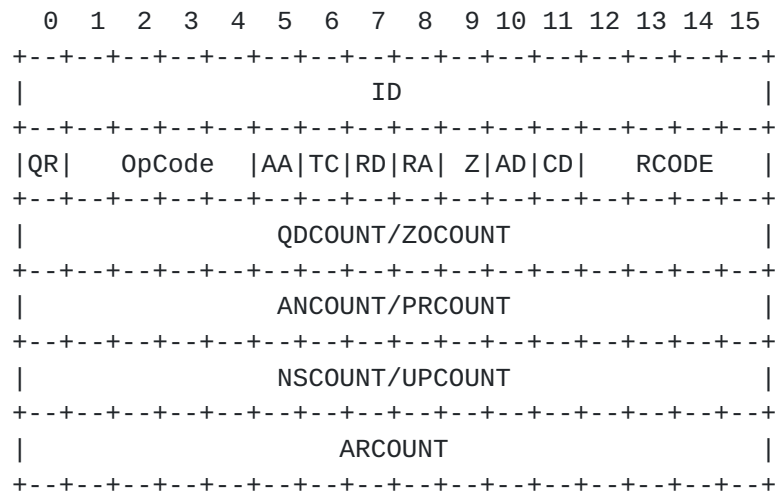 0 1 2 3 4 5 6 7 8 9 10 11 12 13 14 15
+--+--+--+--+--+--+--+--+--+--+--+--+--+--+--+--+
| ID |
+--+--+--+--+--+--+--+--+--+--+--+--+--+--+--+--+
|QR| OpCode |AA|TC|RD|RA| Z|AD|CD| RCODE |
+--+--+--+--+--+--+--+--+--+--+--+--+--+--+--+--+
| QDCOUNT/ZOCOUNT |
+--+--+--+--+--+--+--+--+--+--+--+--+--+--+--+--+
| ANCOUNT/PRCOUNT |
+--+--+--+--+--+--+--+--+--+--+--+--+--+--+--+--+
| NSCOUNT/UPCOUNT |
+--+--+--+--+--+--+--+--+--+--+--+--+--+--+--+--+
| ARCOUNT |
+--+--+--+--+--+--+--+--+--+--+--+--+--+--+--+--+